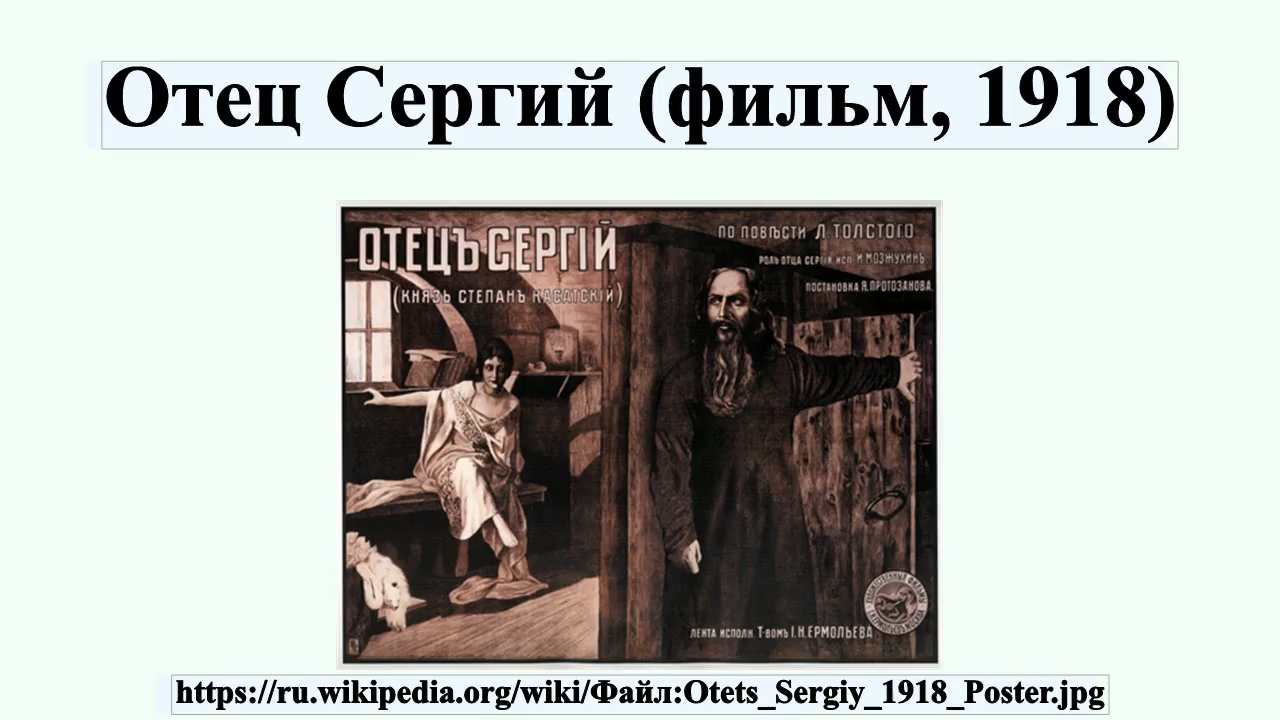 Отец Сергий (фильм, 1918)
ОТЕЦЪ СЕРГІЙ
(КНЯЗЬ СТЕПАНЪ КАСАТСКІЙ)
ПО ПОВѢСТИ Л ТОЛСТОГО
РОЛЬ ОТЦА СЕРГІЯ ИСП. И МОЗЖУХИНЪ
ПОСТАНОВКА Я.ПРОТОЗАНОВА.
ЛЕНТА ИСПОЛН. Т-ВОМЪ І.Н.ЕРМОЛЬЕВА
https://ru.wikipedia.org/wiki/Файл:Otets_Sergiy_1918_Poster.jpg